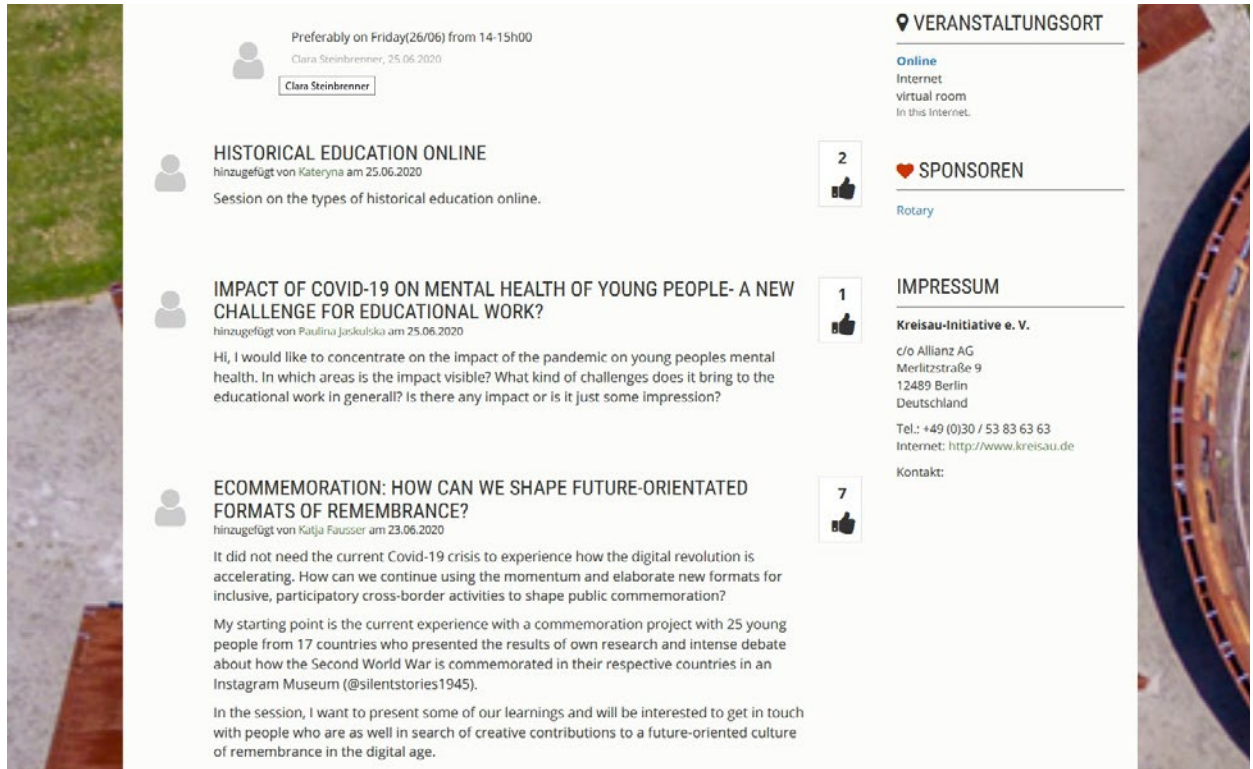 Preferably on Friday(26/06) from 14-15h00
Clara Steinbrenner, 25.06.2020
Clara Steinbrenner
HISTORICAL EDUCATION ONLINE
hinzugefügt von Kateryna am 25.06.2020
Session on the types of historical education online.
2
IMPACT OF COVID-19 ON MENTAL HEALTH OF YOUNG PEOPLE- A NEW
CHALLENGE FOR EDUCATIONAL WORK?
hinzugefügt von Paulina Jaskulska am 25.06.2020
Hi, I would like to concentrate on the impact of the pandemic on young peoples mental
health. In which areas is the impact visible? What kind of challenges does it bring to the
educational work in generall? Is there any impact or is it just some impression?
1
ECOMMEMORATION: HOW CAN WE SHAPE FUTURE-ORIENTATED
FORMATS OF REMEMBRANCE?
hinzugefügt von Katja Fausser am 23.06.2020
It did not need the current Covid-19 crisis to experience how the digital revolution is
accelerating. How can we continue using the momentum and elaborate new formats for
inclusive, participatory cross-border activities to shape public commemoration?
My starting point is the current experience with a commemoration project with 25 young
people from 17 countries who presented the results of own research and intense debate
about how the Second World War is commemorated in their respective countries in an
Instagram Museum (@silentstories1945).
In the session, I want to present some of our learnings and will be interested to get in touch
with people who are as well in search of creative contributions to a future-oriented culture
of remembrance in the digital age.
7
VERANSTALTUNGSORT
Online
Internet
virtual room
In this Internet.
SPONSOREN
Rotary
IMPRESSUM
Kreisau-Initiative e. V.
c/o Allianz AG
Merlitzstraße 9
12489 Berlin
Deutschland
Tel.: +49 (0)30 / 53 83 63 63
Internet: http://www.kreisau.de
Kontakt: